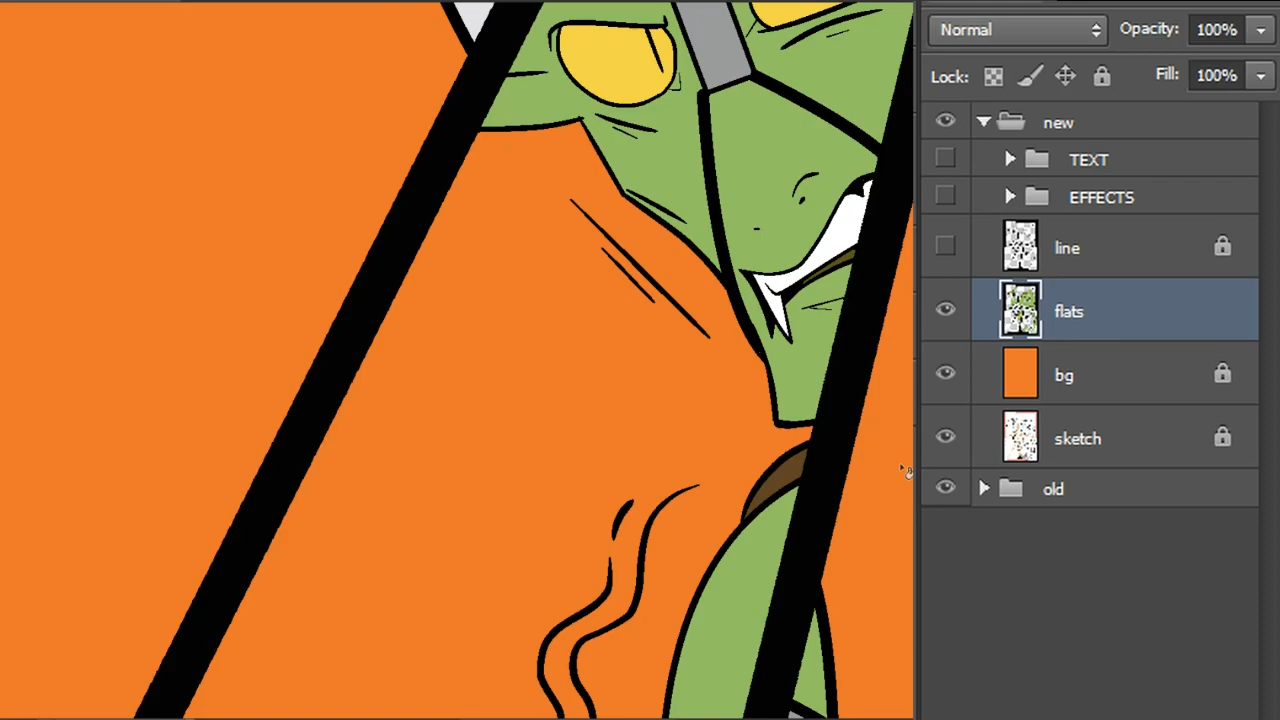 Normal Opacity: 100%
Lock: Fill: 100%
new
TEXT
EFFECTS
line
flats
bg
sketch
old